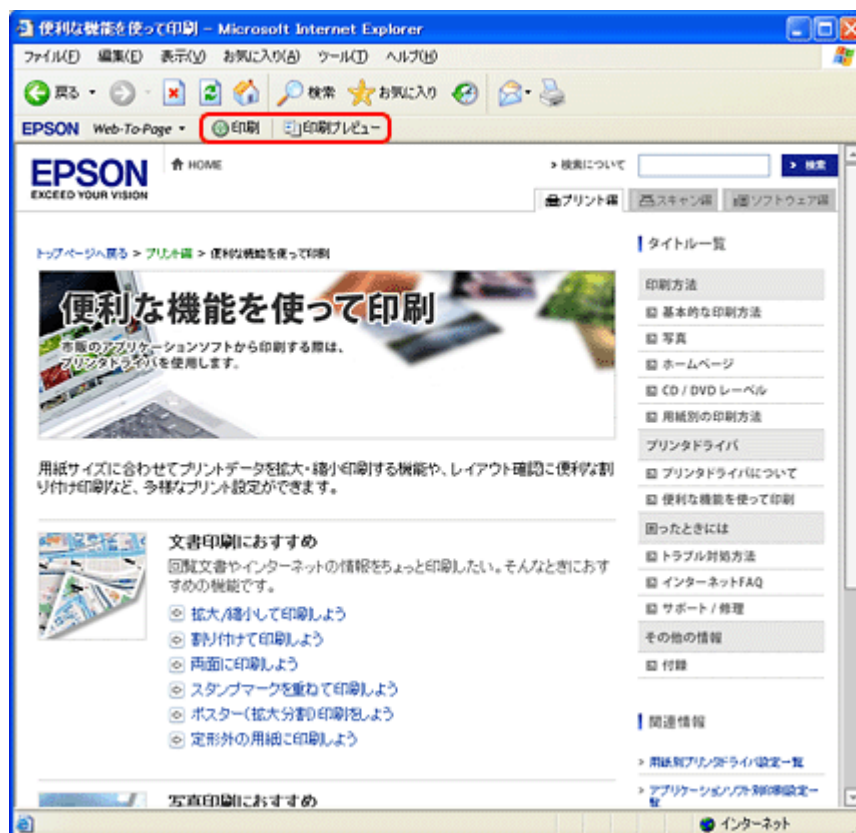 便利な機能を使って印刷 - Microsoft Internet Explorer
ファイル(F) 編集(E) 表示(V) お気に入り(A) ツール(T) ヘルプ(H)
戻る 検索 お気に入り
EPSON Web-To-Page 印刷 印刷プレビュー
EPSON
EXCEED YOUR VISION
HOME
検索について
検索
プリント編 スキャン編 ソフトウェア編
トップページへ戻る > プリント編 > 便利な機能を使って印刷
便利な機能を使って印刷
市販のアプリケーションソフトから印刷する際は、
プリンタドライバを使用します。
用紙サイズに合わせてプリントデータを拡大・縮小印刷する機能や、レイアウト確認に便利な割
り付け印刷など、多様なプリント設定ができます。
文書印刷におすすめ
回覧文書やインターネットの情報をちょっと印刷したい。そんなときにおす
すめの機能です。
拡大/縮小して印刷しよう
割り付けて印刷しよう
両面に印刷しよう
スタンプマークを重ねて印刷しよう
ポスター(拡大分割)印刷をしよう
定形外の用紙に印刷しよう
写真印刷におすすめ
タイトル一覧
印刷方法
基本的な印刷方法
写真
ホームページ
CD / DVD レーベル
用紙別の印刷方法
プリンタドライバ
プリンタドライバについて
便利な機能を使って印刷
困ったときには
トラブル対処方法
インターネットFAQ
サポート / 修理
その他の情報
付録
関連情報
用紙別プリンタドライバ設定一覧
アプリケーションソフト別印刷設定一
覧
インターネット